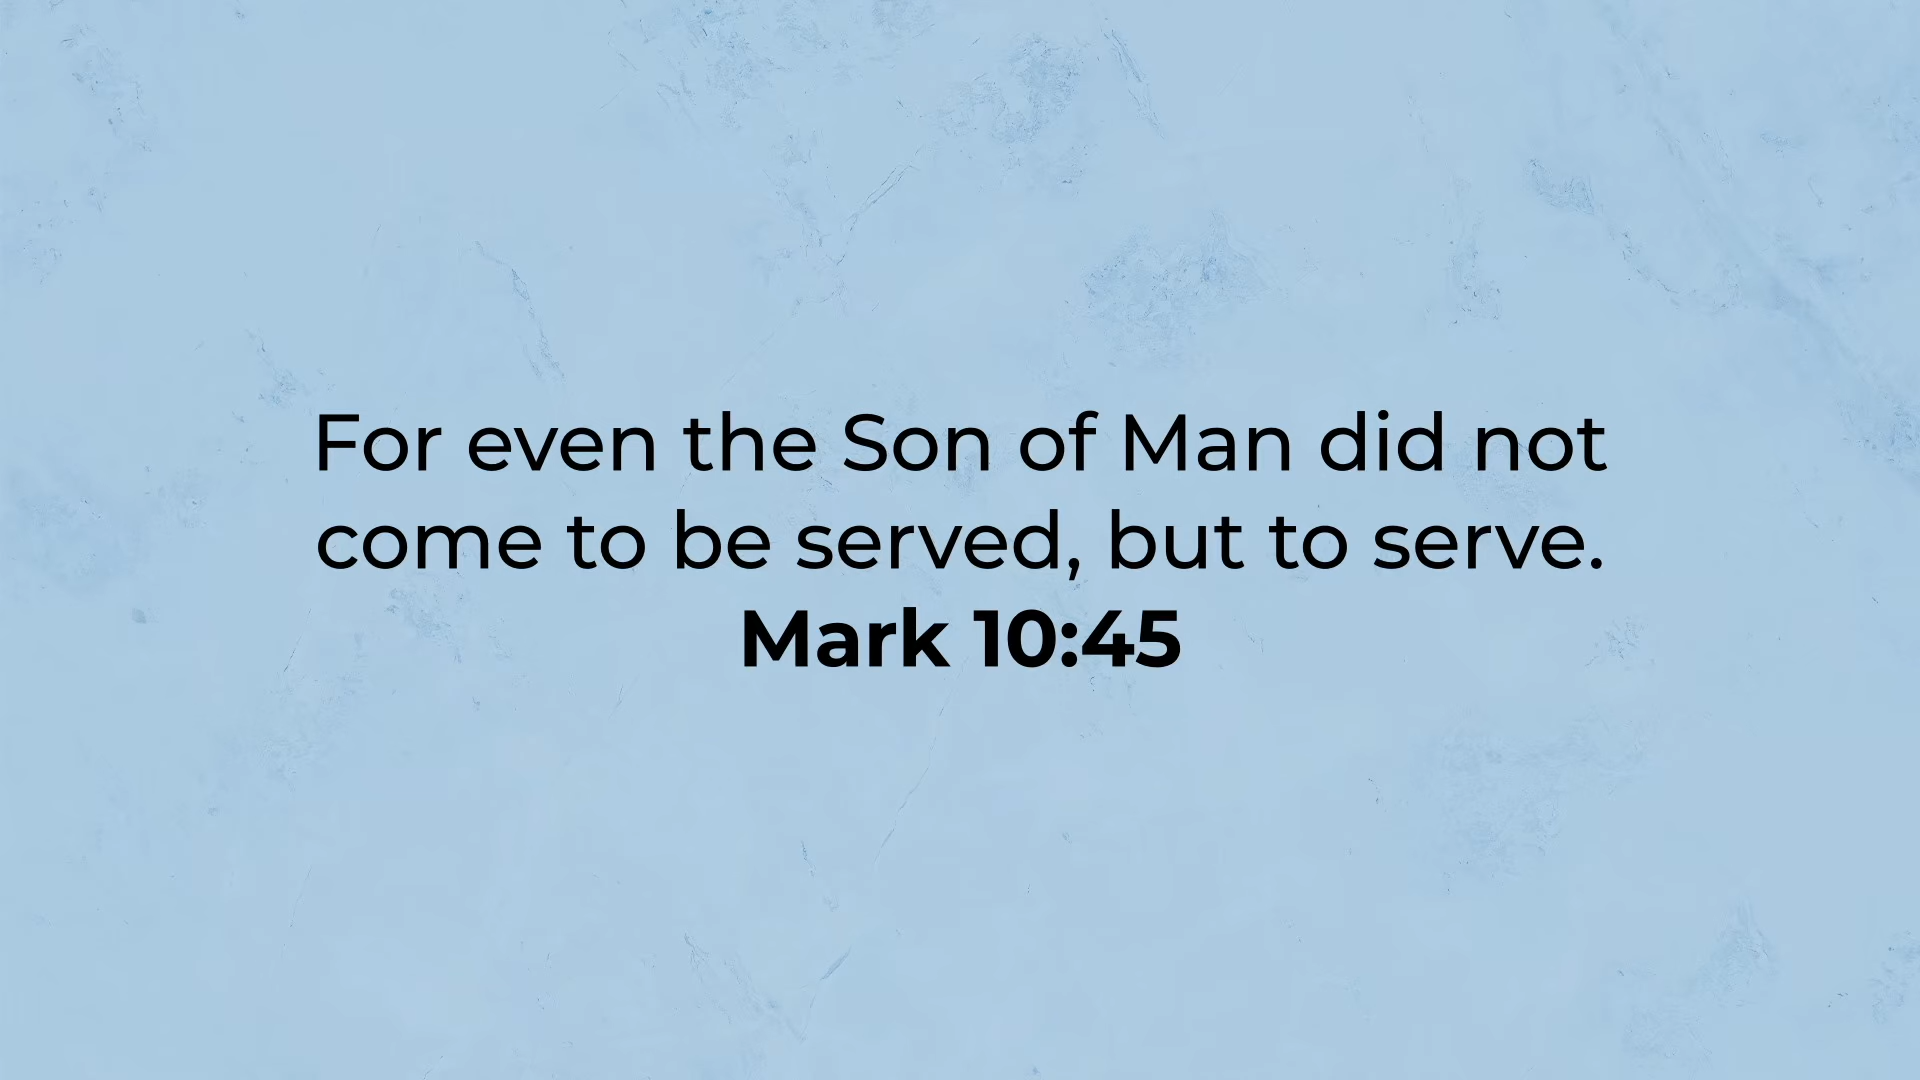 For even the Son of Man did not
come to be served, but to serve.
Mark 10:45